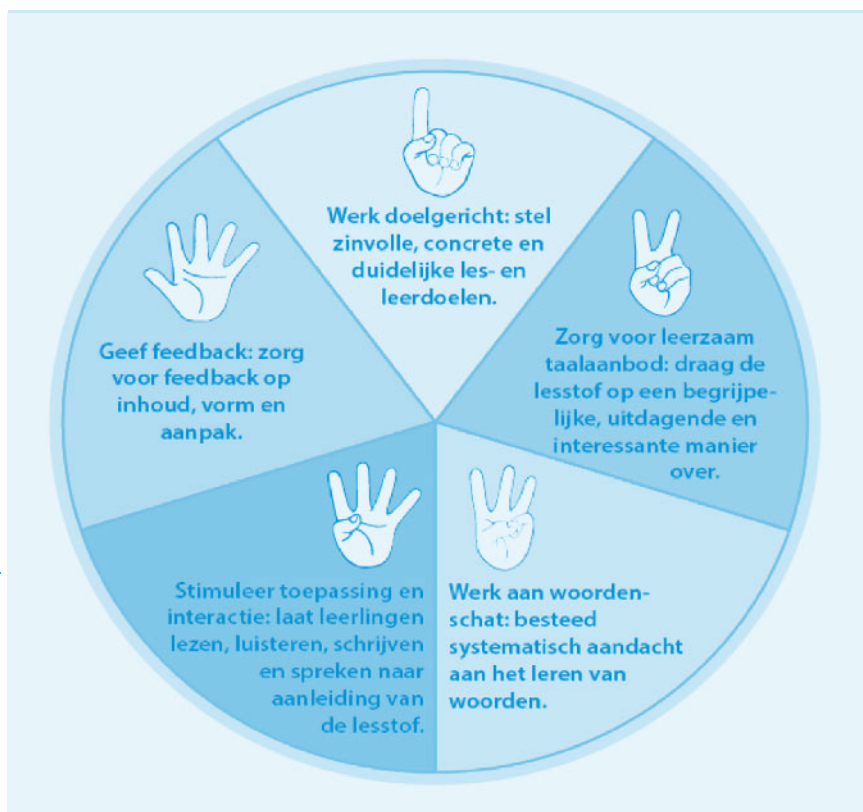 Werk doelgericht: stel
zinvolle, concrete en
duidelijke les- en
leerdoelen.
Zorg voor leerzaam
taalaanbod: draag de
lesstof op een begrijpe-
lijke, uitdagende en
interessante manier
over.
Werk aan woorden-
schat: besteed
systematisch aandacht
aan het leren van
woorden.
Stimuleer toepassing en
interactie: laat leerlingen
lezen, luisteren, schrijven
en spreken naar
aanleiding van
de lesstof.
Geef feedback: zorg
voor feedback op
inhoud, vorm en
aanpak.